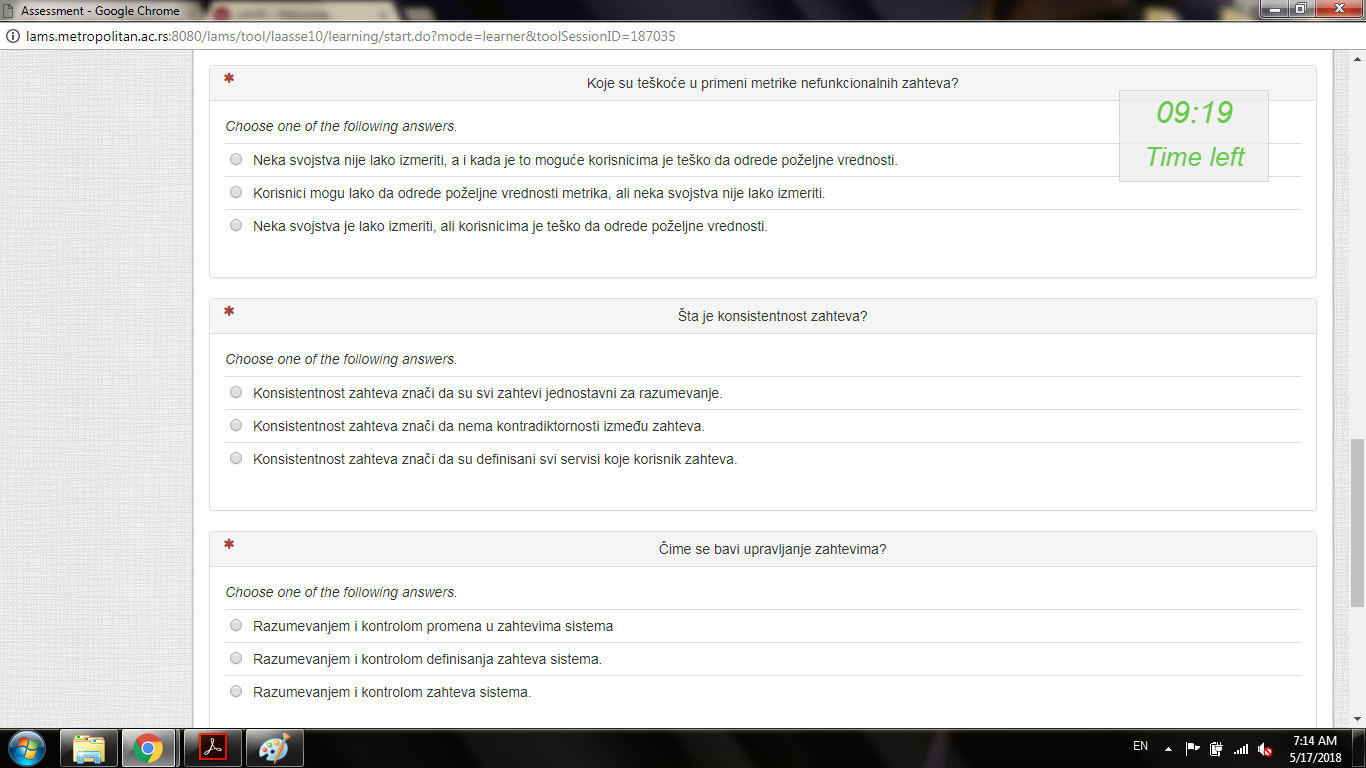 Assessment - Google Chrome
lams.metropolitan.ac.rs:8080/lams/tool/laasse10/learning/start.do?mode=learner&toolSessionID=187035
* Koje su teškoće u primeni metrike nefunkcionalnih zahteva?
09:19
Time left
Choose one of the following answers.
Neka svojstva nije lako izmeriti, a i kada je to moguće korisnicima je teško da odrede poželjne vrednosti.
Korisnici mogu lako da odrede poželjne vrednosti metrika, ali neka svojstva nije lako izmeriti.
Neka svojstva je lako izmeriti, ali korisnicima je teško da odrede poželjne vrednosti.
* Šta je konsistentnost zahteva?
Choose one of the following answers.
Konsistentnost zahteva znači da su svi zahtevi jednostavni za razumevanje.
Konsistentnost zahteva znači da nema kontradiktornosti između zahteva.
Konsistentnost zahteva znači da su definisani svi servisi koje korisnik zahteva.
* Čime se bavi upravljanje zahtevima?
Choose one of the following answers.
Razumevanjem i kontrolom promena u zahtevima sistema
Razumevanjem i kontrolom definisanja zahteva sistema.
Razumevanjem i kontrolom zahteva sistema.
EN
7:14 AM
5/17/2018